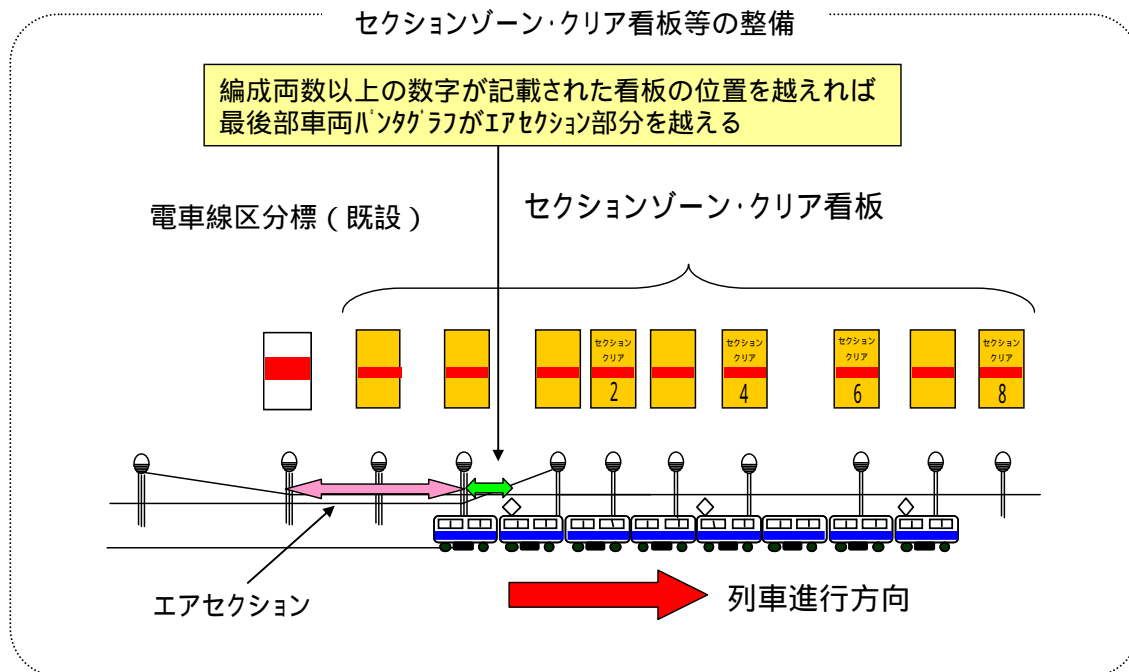 セクションゾーン・クリア看板等の整備
編成両数以上の数字が記載された看板の位置を越えれば
最後部車両ﾊﾟﾝﾀｸﾞﾗﾌがｴｱｾｸｼｮﾝ部分を越える
電車線区分標（既設）
セクションゾーン・クリア看板
セクション
クリア
2
セクション
クリア
4
セクション
クリア
6
セクション
クリア
8
エアセクション
列車進行方向